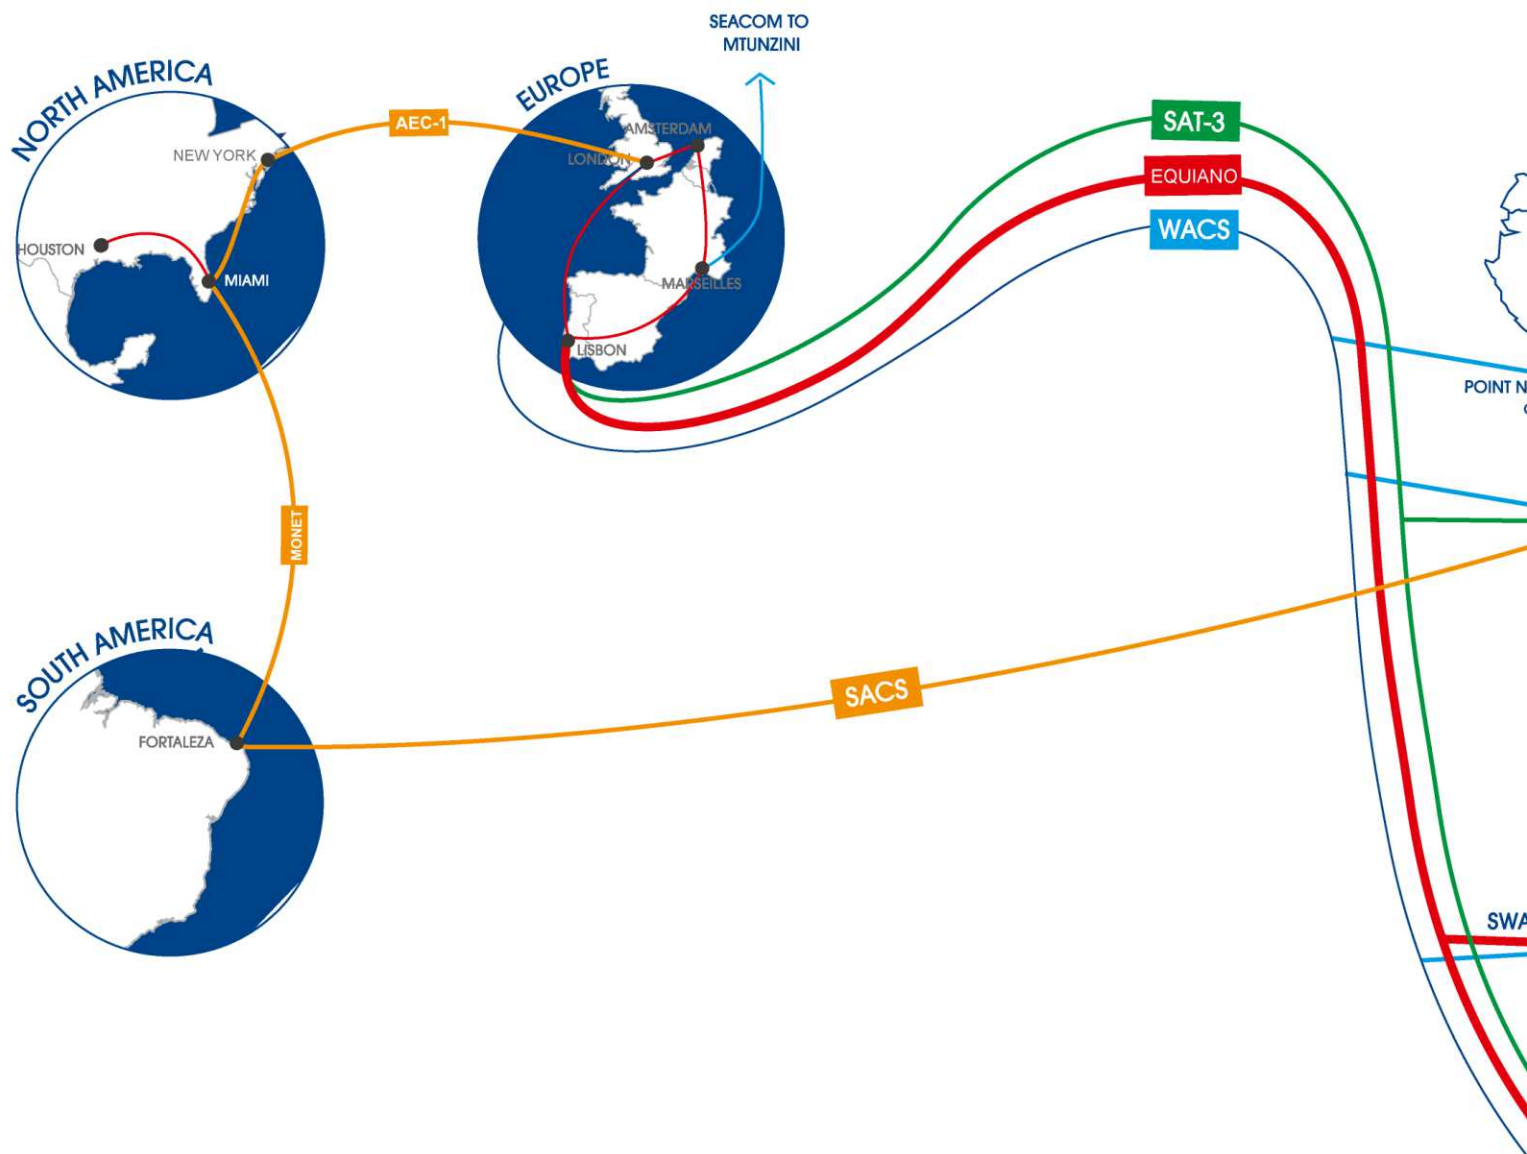 SEACOM TO
MTUNZINI
NORTH AMERICA
EUROPE
AEC-1
SAT-3
AMSTERDAM
NEW YORK
LONDON
EQUIANO
WACS
HOUSTON
MIAMI
MARSEILLES
LISBON
POINT N
MONET
SOUTH AMERICA
SACS
FORTALEZA
SWA